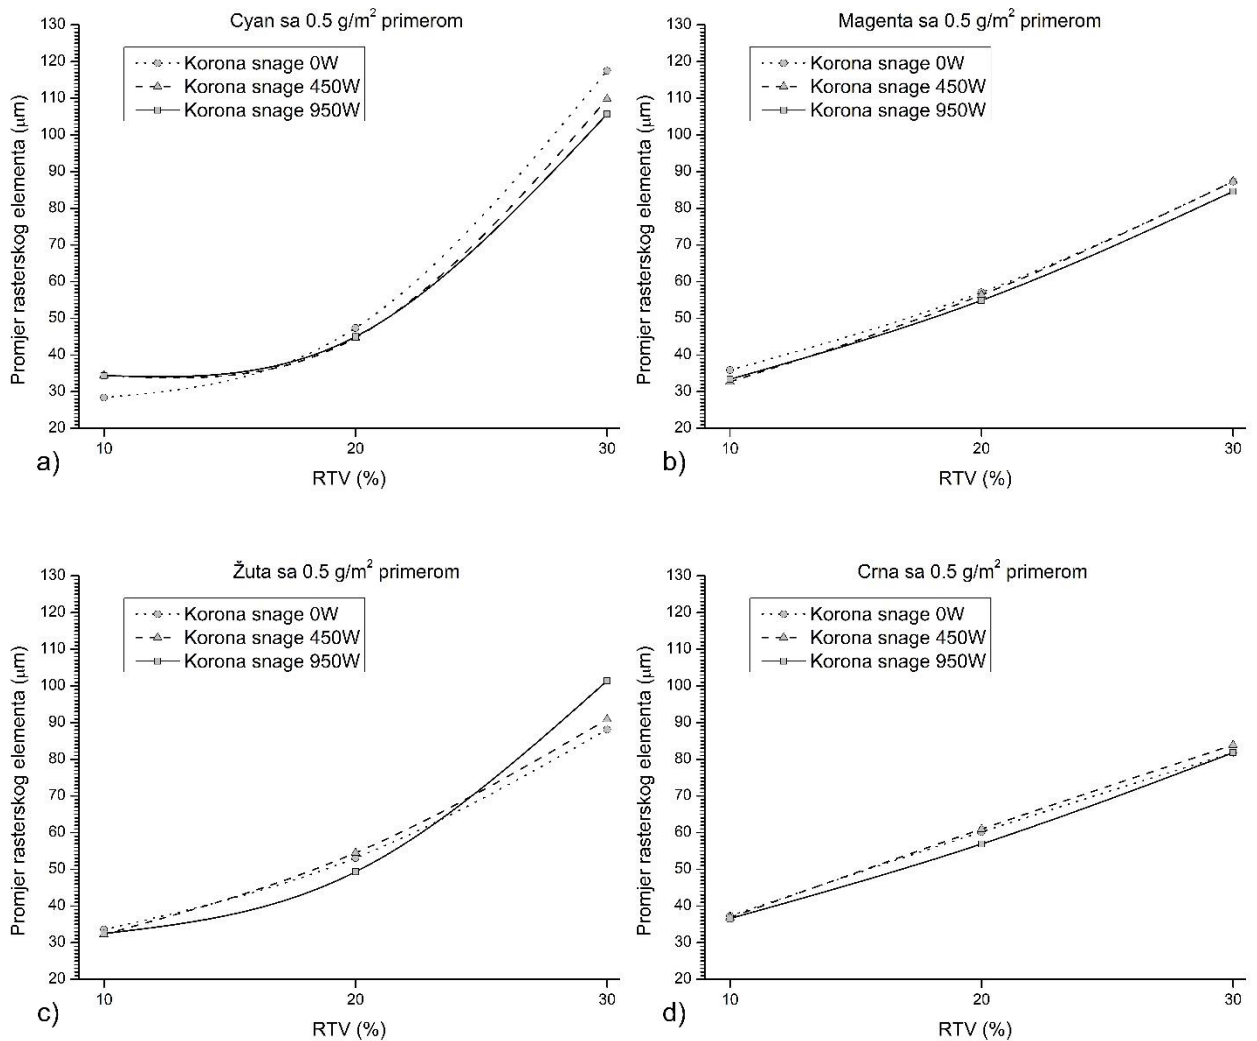 Cyan sa 0.5 g/m² primerom
Korona snage 0W
Korona snage 450W
Korona snage 950W
130
120
110
100
90
80
70
60
50
40
30
20
Promjer rasterskog elementa (μm)
10 20 30
RTV (%)
a)
Magenta sa 0.5 g/m² primerom
Korona snage 0W
Korona snage 450W
Korona snage 950W
130
120
110
100
90
80
70
60
50
40
30
20
Promjer rasterskog elementa (μm)
10 20 30
RTV (%)
b)
Žuta sa 0.5 g/m² primerom
Korona snage 0W
Korona snage 450W
Korona snage 950W
130
120
110
100
90
80
70
60
50
40
30
20
Promjer rasterskog elementa (μm)
10 20 30
RTV (%)
c)
Crna sa 0.5 g/m² primerom
Korona snage 0W
Korona snage 450W
Korona snage 950W
130
120
110
100
90
80
70
60
50
40
30
20
Promjer rasterskog elementa (μm)
10 20 30
RTV (%)
d)